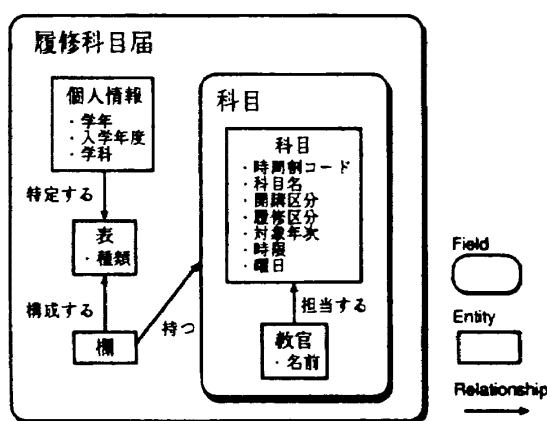 履修科目届
個人情報
・学年
・入学年度
・学科
特定する
表
・種類
構成する
欄
持つ
科目
科目
・時間割コード
・科目名
・開講区分
・履修区分
・対象年次
・時限
・曜日
担当する
教官
・名前
Field
Entity
Relationship